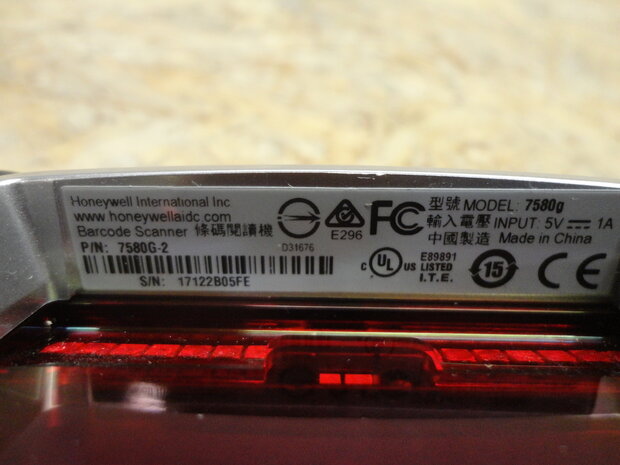 Honeywell International Inc
www.honeywellaidc.com
Barcode Scanner 條碼閱讀機
P/N: 7580G-2
S/N: 17122B05FE
D31676
E296
FC
型號 MODEL: 7580g
輸入電壓 INPUT: 5V 1A
中國製造 Made in China
C UL US LISTED
E89891
I.T.E.
15
CE